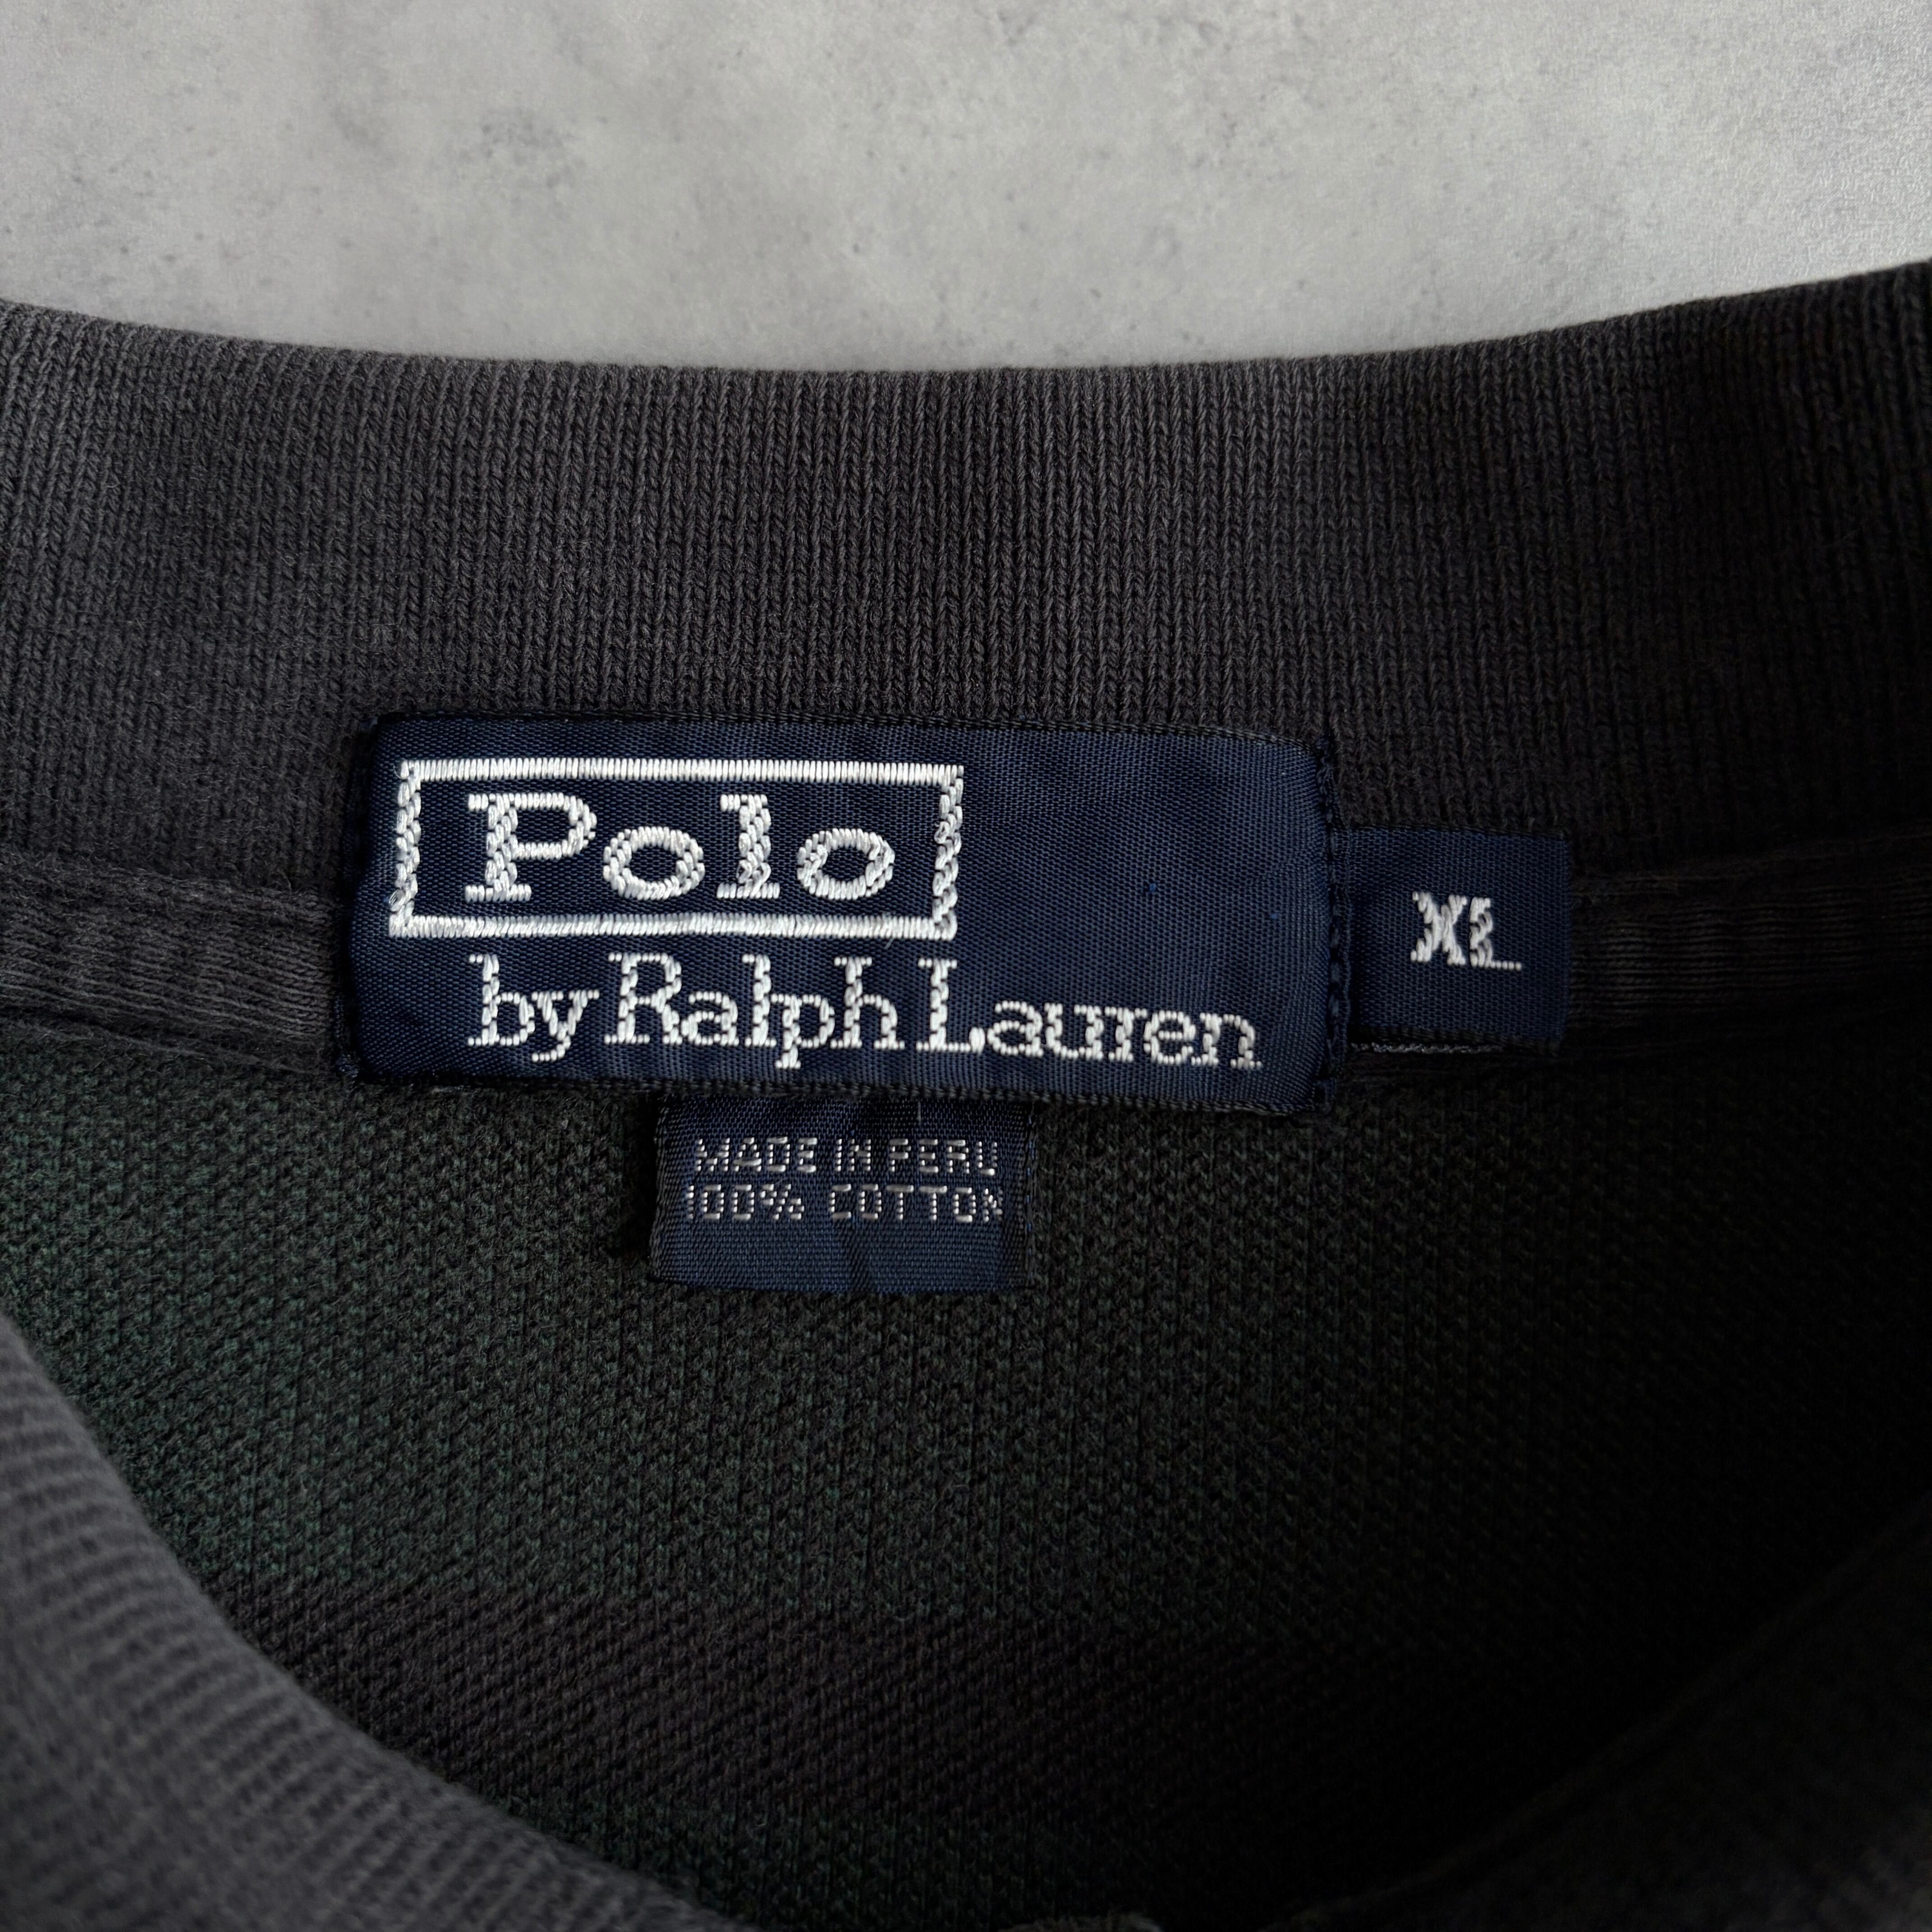 Polo
by Ralph Lauren
XL
MADE IN PERU
100% COTTON